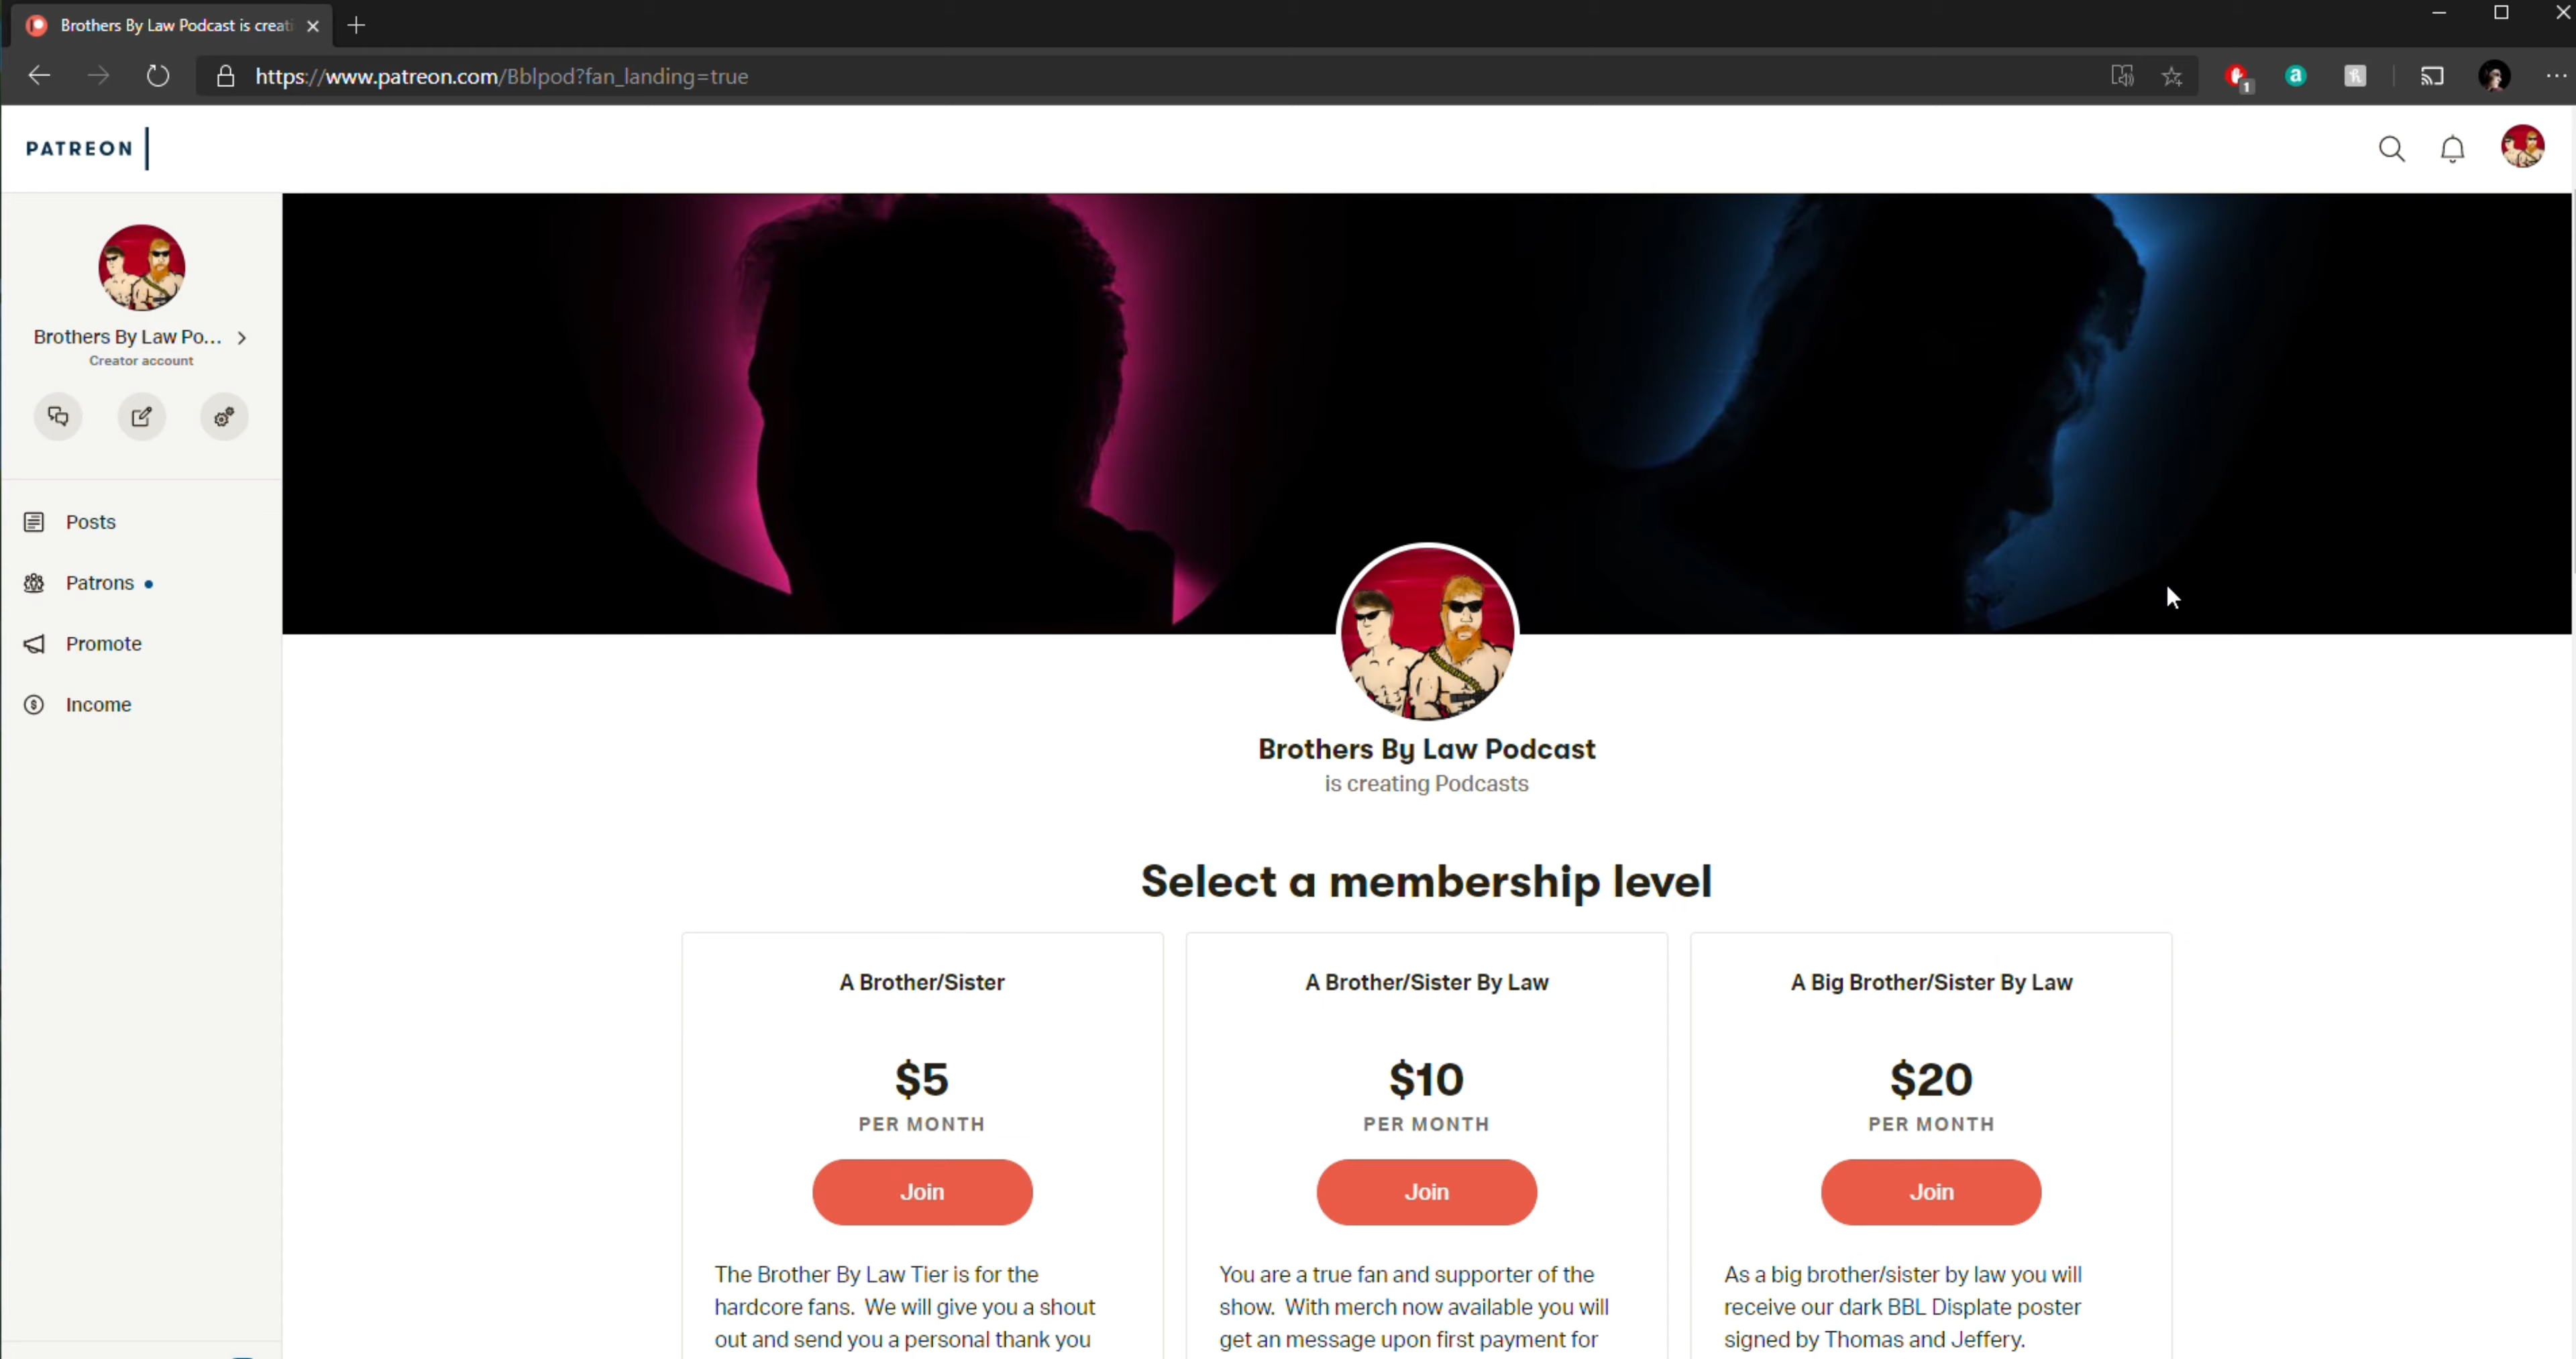 Brothers By Law Podcast is creati
https://www.patreon.com/Bblpod?fan_landing=true
1
a
PATREON
Brothers By Law Po...
Creator account
Posts
Patrons
Promote
Income
Brothers By Law Podcast
is creating Podcasts
Select a membership level
A Brother/Sister
$5
PER MONTH
Join
The Brother By Law Tier is for the
hardcore fans. We will give you a shout
out and send you a personal thank you
A Brother/Sister By Law
$10
PER MONTH
Join
You are a true fan and supporter of the
show. With merch now available you will
get an message upon first payment for
A Big Brother/Sister By Law
$20
PER MONTH
Join
As a big brother/sister by law you will
receive our dark BBL Displate poster
signed by Thomas and Jeffery.